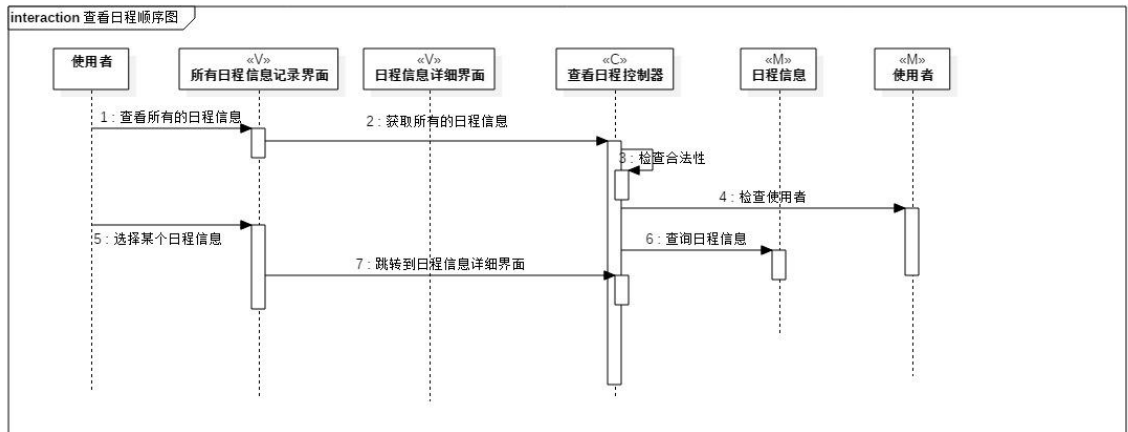 interaction 查看日程顺序图
使用者
«V»
所有日程信息记录界面
«V»
日程信息详细界面
«C»
查看日程控制器
«M»
日程信息
«M»
使用者
1 : 查看所有的日程信息
2 : 获取所有的日程信息
3 : 检查合法性
4 : 检查使用者
5 : 选择某个日程信息
6 : 查询日程信息
7 : 跳转到日程信息详细界面